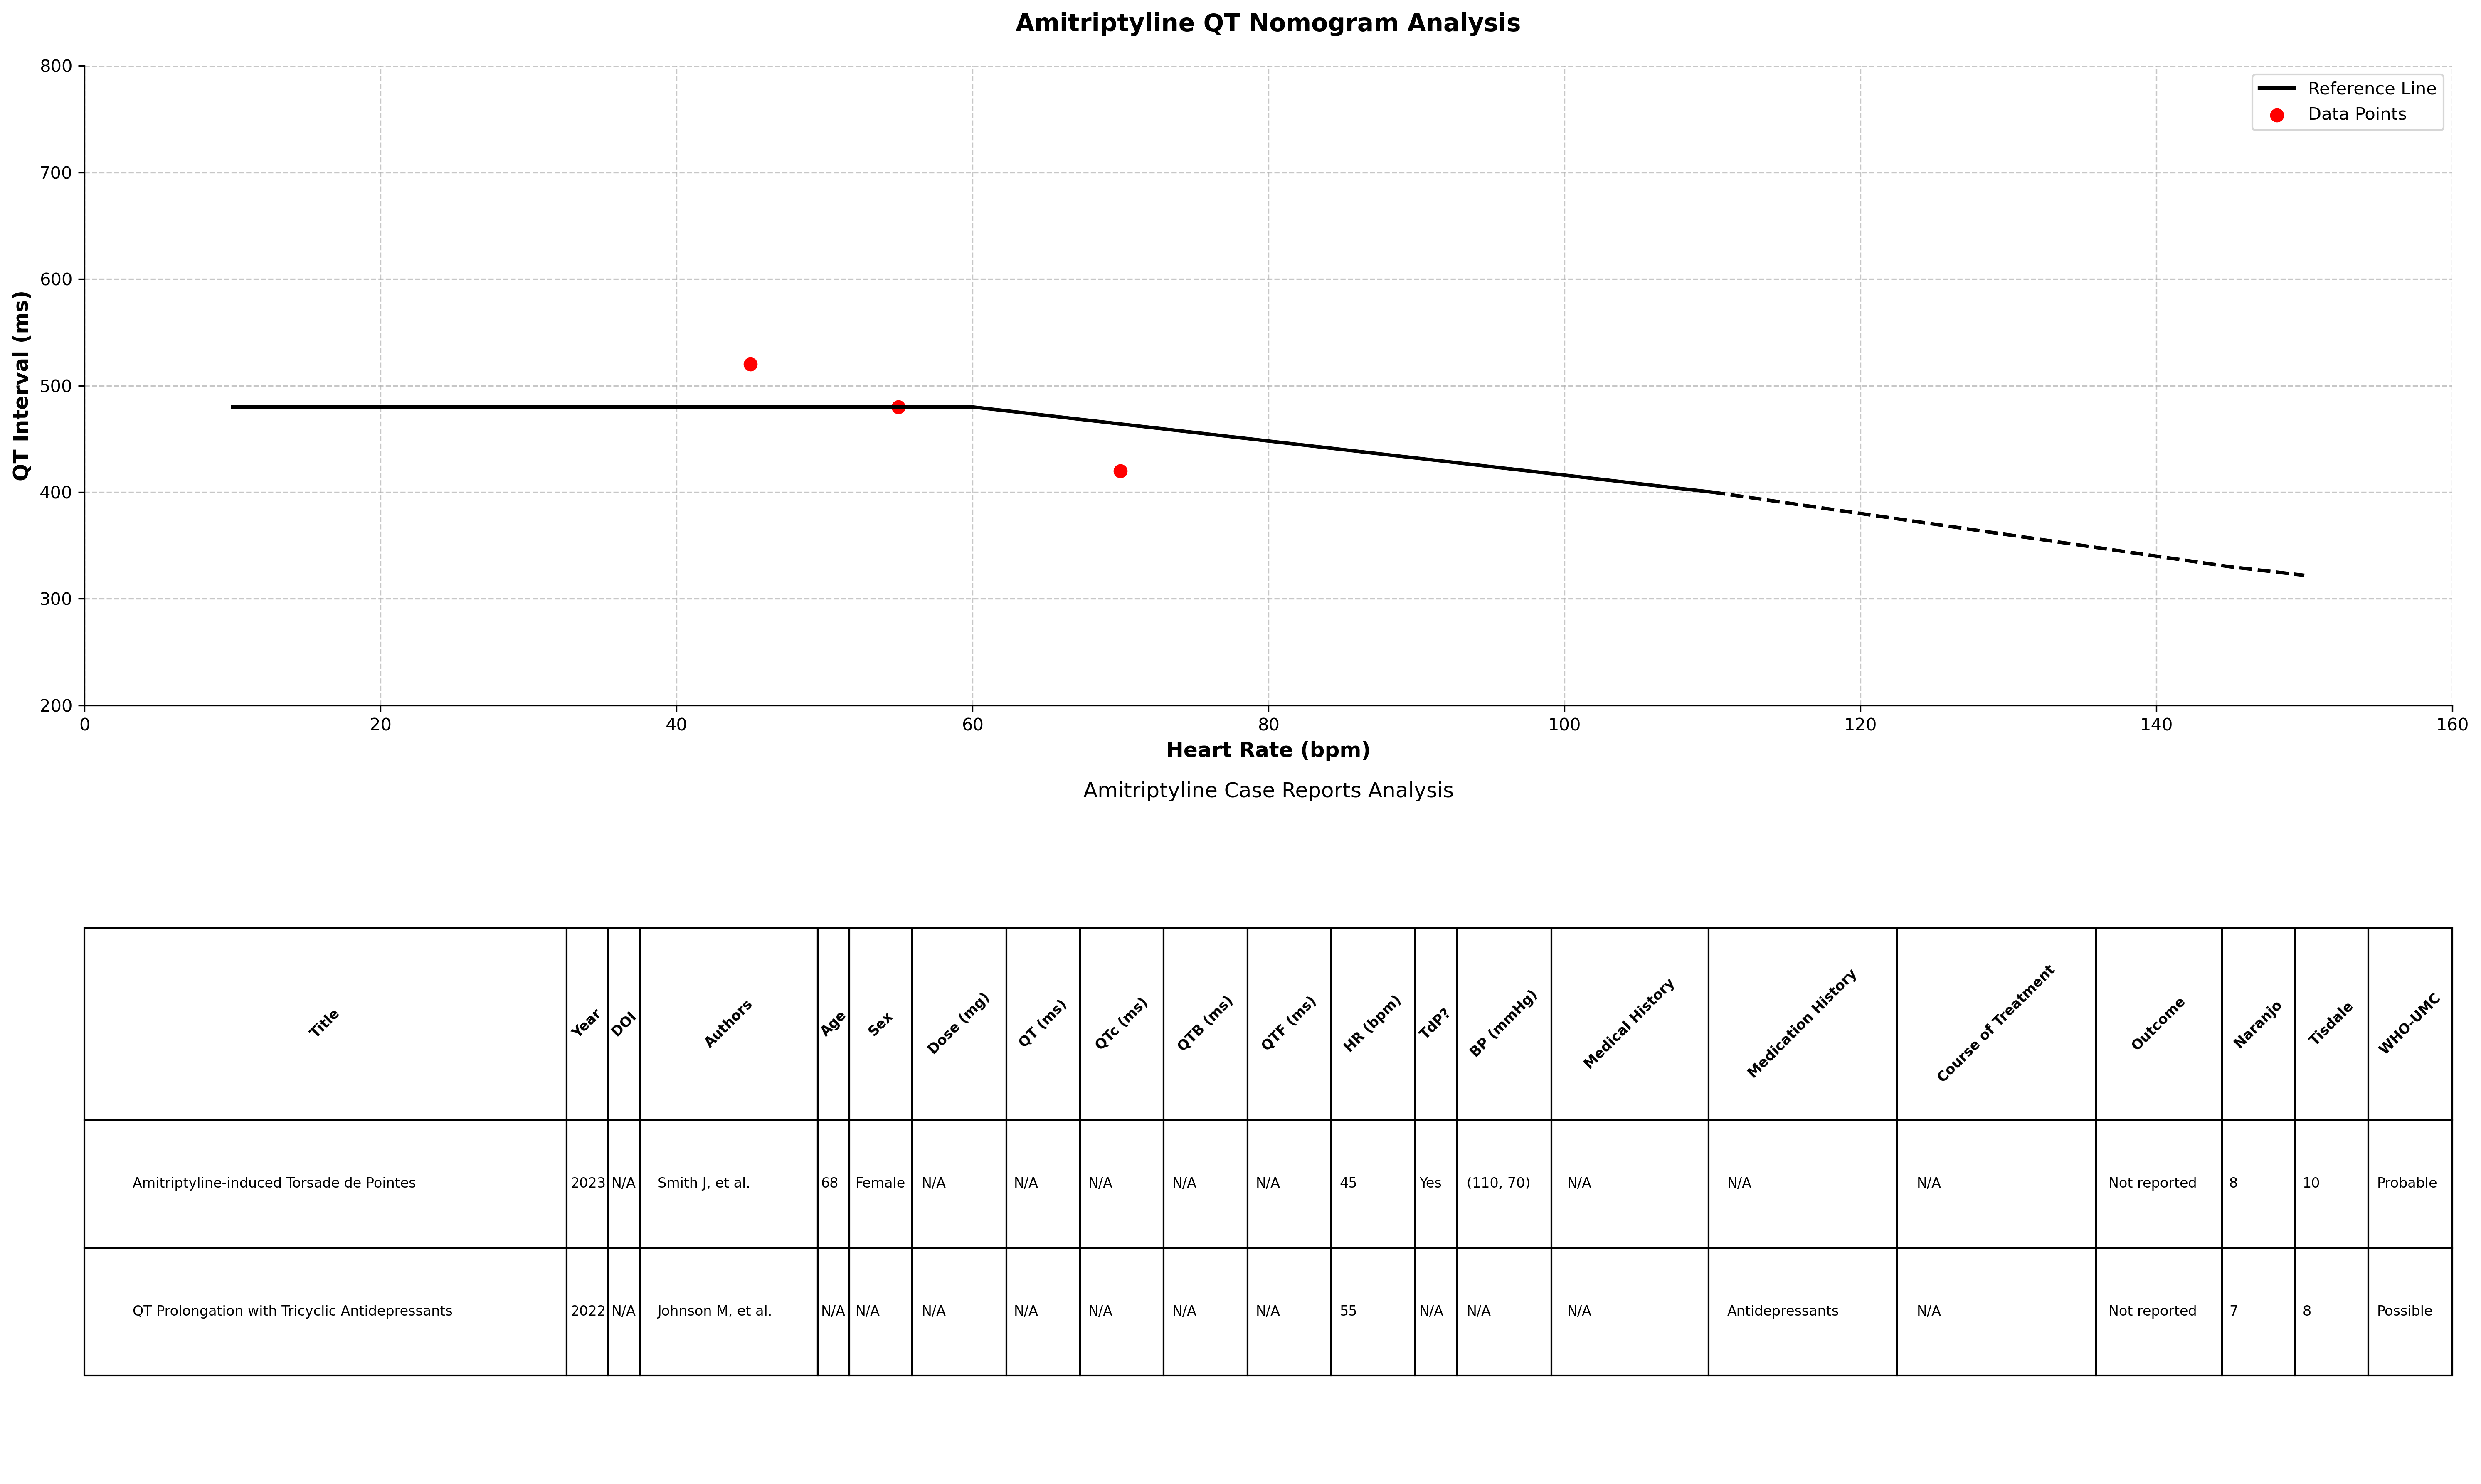 Amitriptyline QT Nomogram Analysis
800
700
600
500
400
300
200
QT Interval (ms)
Reference Line
Data Points
0 20 40 60 80 100 120 140 160
Heart Rate (bpm)
Amitriptyline Case Reports Analysis
Title Year DOI Authors Age Sex Dose (mg) QT (ms) QTc (ms) QTB (ms) QTF (ms) HR (bpm) TdP? BP (mmHg) Medical History Medication History Course of Treatment Outcome Naranjo Tisdale WHO-UMC
Amitriptyline-induced Torsade de Pointes 2023 N/A Smith J, et al. 68 Female N/A N/A N/A N/A N/A 45 Yes (110, 70) N/A N/A N/A Not reported 8 10 Probable
QT Prolongation with Tricyclic Antidepressants 2022 N/A Johnson M, et al. N/A N/A N/A N/A N/A N/A N/A 55 N/A N/A N/A Antidepressants N/A Not reported 7 8 Possible